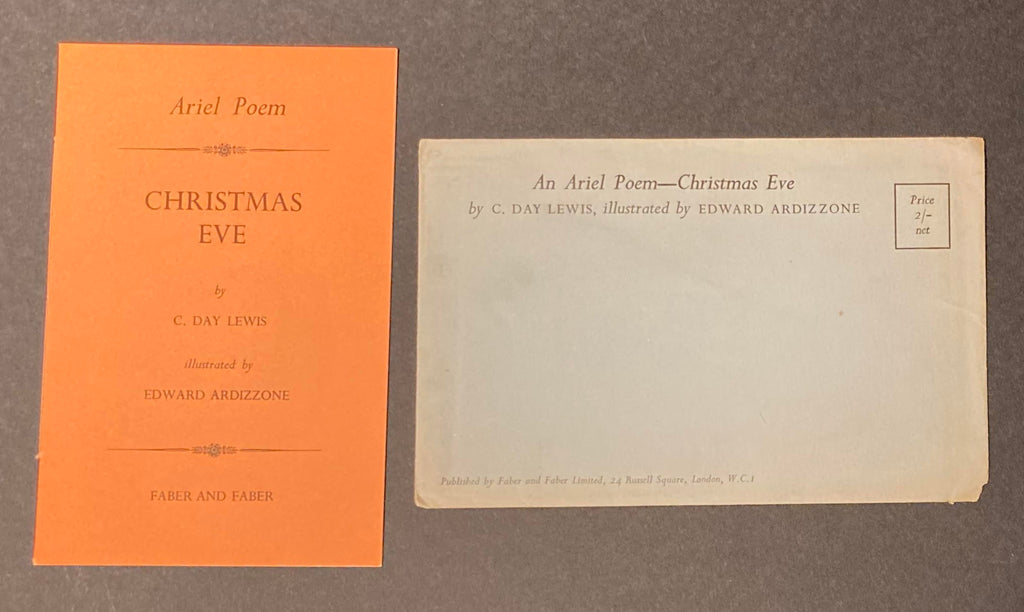 Ariel Poem
CHRISTMAS
EVE
by
C. DAY LEWIS
illustrated by
EDWARD ARDIZZONE
FABER AND FABER
An Ariel Poem—Christmas Eve
by C. DAY LEWIS, illustrated by EDWARD ARDIZZONE
Price
2/-
net
Published by Faber and Faber Limited, 24 Russell Square, London, W.C.1